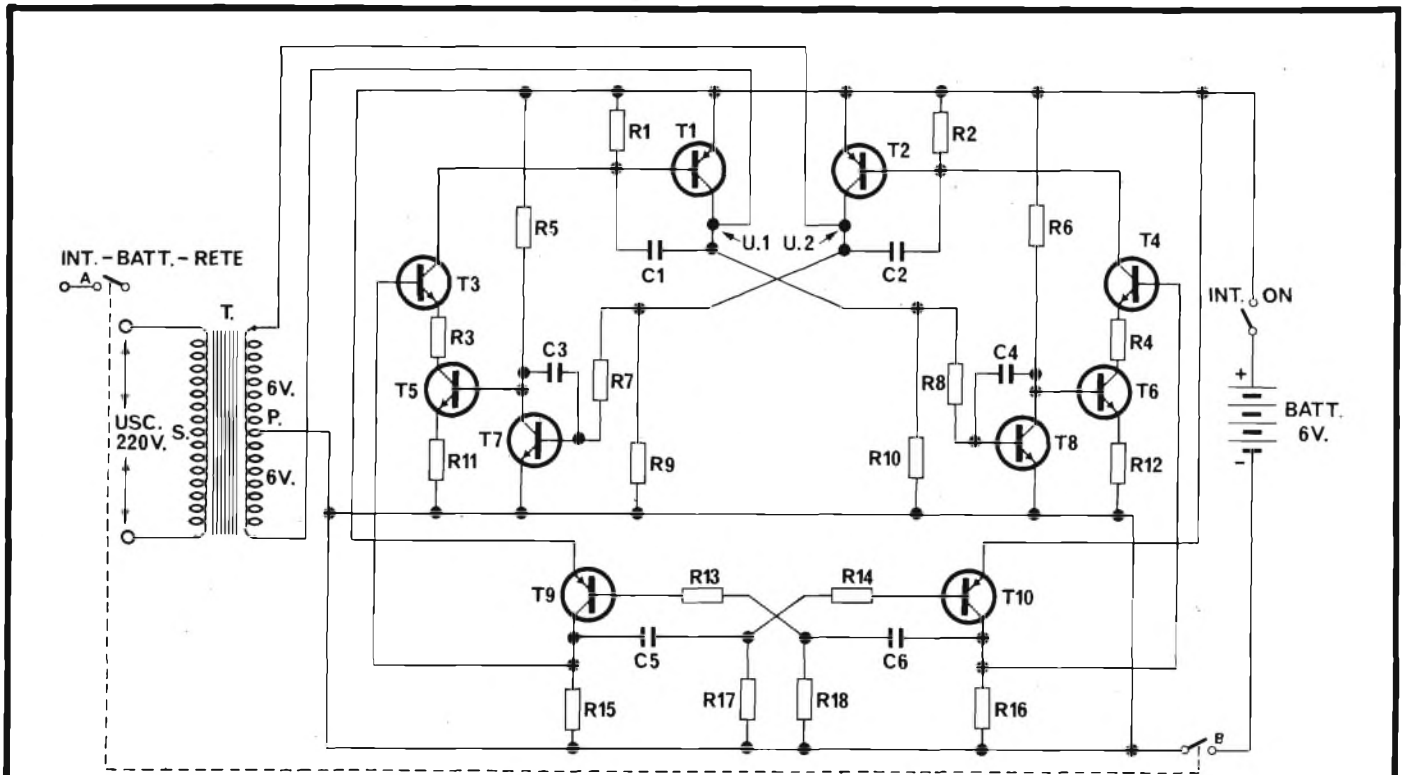 R1
T1
T2
R2
R5
R6
U.1
U.2
T4
C1
C2
INT.-BATT.-RETE
A
T3
INT. ON
T.
R3
C3
R7
R8
C4
R4
6V.
T5
T6
+
BATT.
6V.
USC.
220V.
S.
P.
T7
T8
-
6V.
R11
R9
R10
R12
T9
R13
R14
T10
C5
C6
R15
R17
R18
R16
B